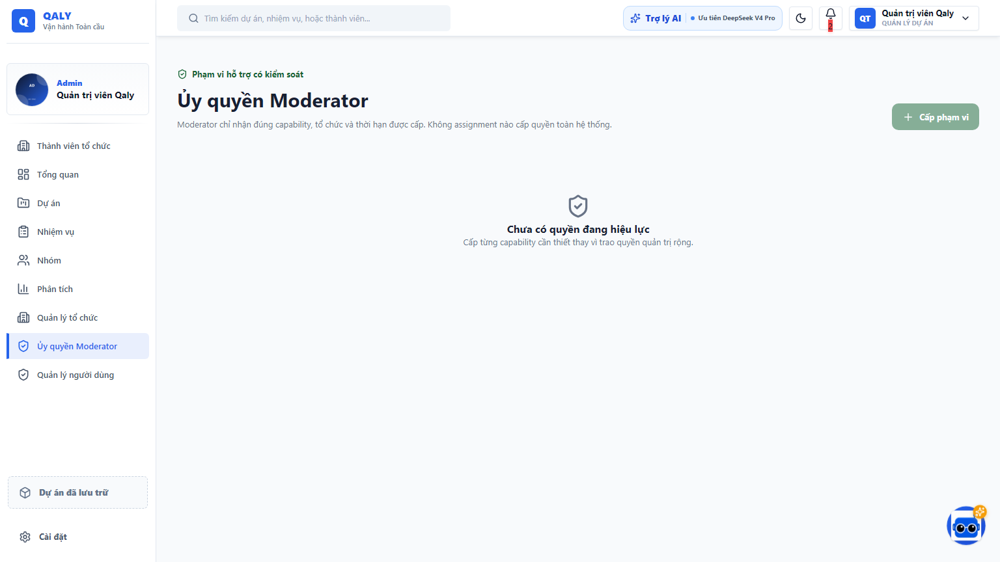 Q
QALY
Vận hành Toàn cầu
Tìm kiếm dự án, nhiệm vụ, hoặc thành viên...
Trợ lý AI
Ưu tiên DeepSeek V4 Pro
2
QT
Quản trị viên Qaly
QUẢN LÝ DỰ ÁN
AD
Admin
Quản trị viên Qaly
Thành viên tổ chức
Tổng quan
Dự án
Nhiệm vụ
Nhóm
Phân tích
Quản lý tổ chức
Ủy quyền Moderator
Quản lý người dùng
Dự án đã lưu trữ
Cài đặt
Phạm vi hỗ trợ có kiểm soát
Ủy quyền Moderator
Moderator chỉ nhận đúng capability, tổ chức và thời hạn được cấp. Không assignment nào cấp quyền toàn hệ thống.
Cấp phạm vi
Chưa có quyền đang hiệu lực
Cấp từng capability cần thiết thay vì trao quyền quản trị rộng.